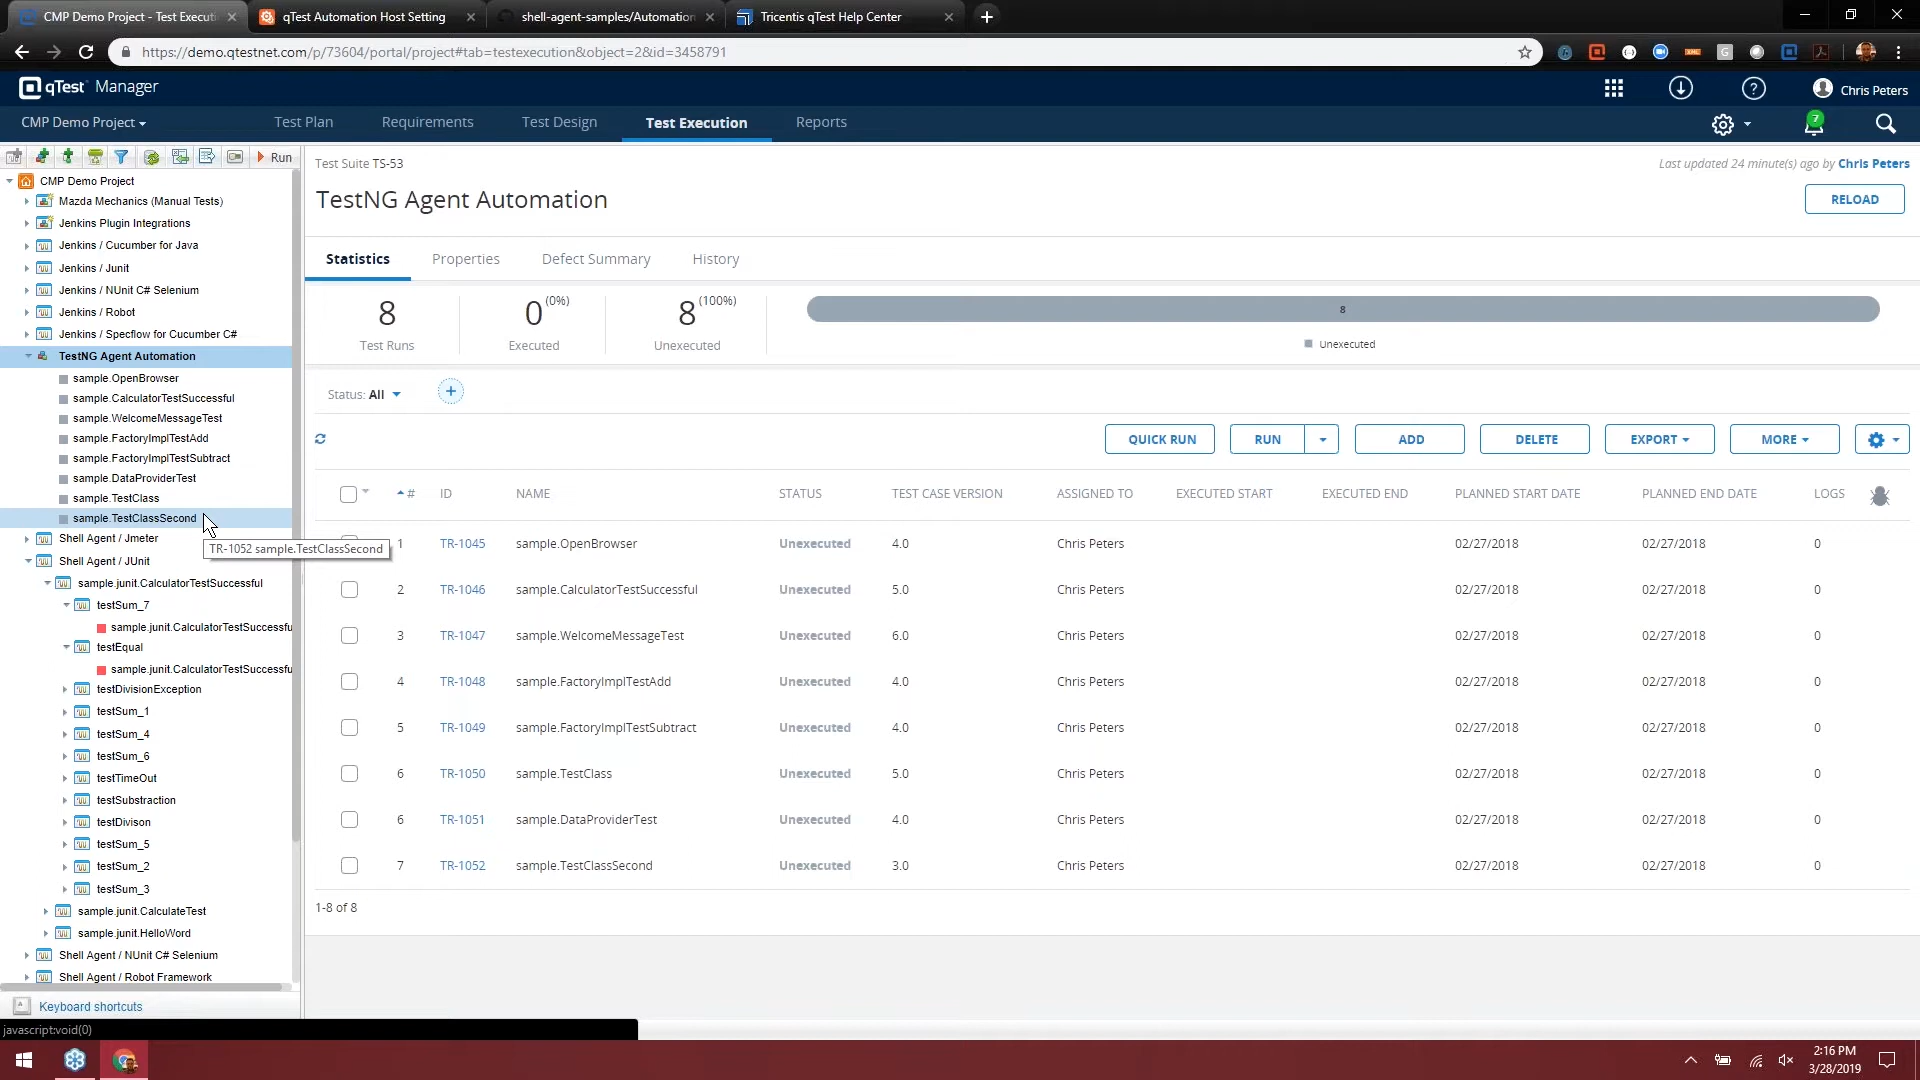 CMP Demo Project - Test Executi
qTest Automation Host Setting
shell-agent-samples/Automation
Tricentis qTest Help Center
https://demo.qtestnet.com/p/73604/portal/project#tab=testexecution&object=2&id=3458791
qTest Manager
Chris Peters
CMP Demo Project
Test Plan
Requirements
Test Design
Test Execution
Reports
7
Run
CMP Demo Project
Mazda Mechanics (Manual Tests)
Jenkins Plugin Integrations
Jenkins / Cucumber for Java
Jenkins / Junit
Jenkins / NUnit C# Selenium
Jenkins / Robot
Jenkins / Specflow for Cucumber C#
TestNG Agent Automation
sample.OpenBrowser
sample.CalculatorTestSuccessful
sample.WelcomeMessageTest
sample.FactoryImplTestAdd
sample.FactoryImplTestSubtract
sample.DataProviderTest
sample.TestClass
sample.TestClassSecond
Shell Agent / Jmeter
TR-1052 sample.TestClassSecond
Shell Agent / JUnit
sample.junit.CalculatorTestSuccessful
testSum_7
sample.junit.CalculatorTestSuccessfu
testEqual
sample.junit.CalculatorTestSuccessfu
testDivisionException
testSum_1
testSum_4
testSum_6
testTimeOut
testSubstraction
testDivison
testSum_5
testSum_2
testSum_3
sample.junit.CalculateTest
sample.junit.HelloWord
Shell Agent / NUnit C# Selenium
Shell Agent / Robot Framework
Keyboard shortcuts
javascript:void(0)
Test Suite TS-53
Last updated 24 minute(s) ago by Chris Peters
TestNG Agent Automation
RELOAD
Statistics
Properties
Defect Summary
History
8
Test Runs
0 (0%)
Executed
8 (100%)
Unexecuted
8
Unexecuted
Status: All
QUICK RUN
RUN
ADD
DELETE
EXPORT
MORE
# ID NAME STATUS TEST CASE VERSION ASSIGNED TO EXECUTED START EXECUTED END PLANNED START DATE PLANNED END DATE LOGS
1 TR-1045 sample.OpenBrowser Unexecuted 4.0 Chris Peters 02/27/2018 02/27/2018 0
2 TR-1046 sample.CalculatorTestSuccessful Unexecuted 5.0 Chris Peters 02/27/2018 02/27/2018 0
3 TR-1047 sample.WelcomeMessageTest Unexecuted 6.0 Chris Peters 02/27/2018 02/27/2018 0
4 TR-1048 sample.FactoryImplTestAdd Unexecuted 4.0 Chris Peters 02/27/2018 02/27/2018 0
5 TR-1049 sample.FactoryImplTestSubtract Unexecuted 4.0 Chris Peters 02/27/2018 02/27/2018 0
6 TR-1050 sample.TestClass Unexecuted 5.0 Chris Peters 02/27/2018 02/27/2018 0
6 TR-1051 sample.DataProviderTest Unexecuted 4.0 Chris Peters 02/27/2018 02/27/2018 0
7 TR-1052 sample.TestClassSecond Unexecuted 3.0 Chris Peters 02/27/2018 02/27/2018 0
1-8 of 8
2:16 PM
3/28/2019